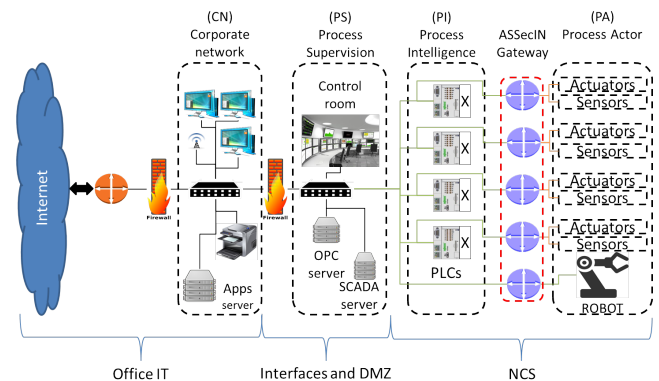 (CN)
Corporate
network
(PS)
Process
Supervision
(PI)
Process
Intelligence
ASSecIN
Gateway
(PA)
Process Actor
Internet
Firewall
Apps
server
Firewall
Control
room
OPC
server
SCADA
server
X
X
X
X
PLCs
Actuators
Sensors
Actuators
Sensors
Actuators
Sensors
Actuators
Sensors
ROBOT
Office IT
Interfaces and DMZ
NCS